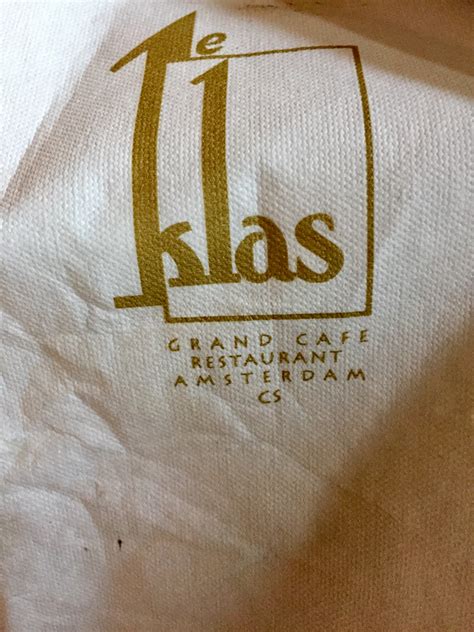 1e klas
GRAND CAFE
RESTAURANT
AMSTERDAM
CS